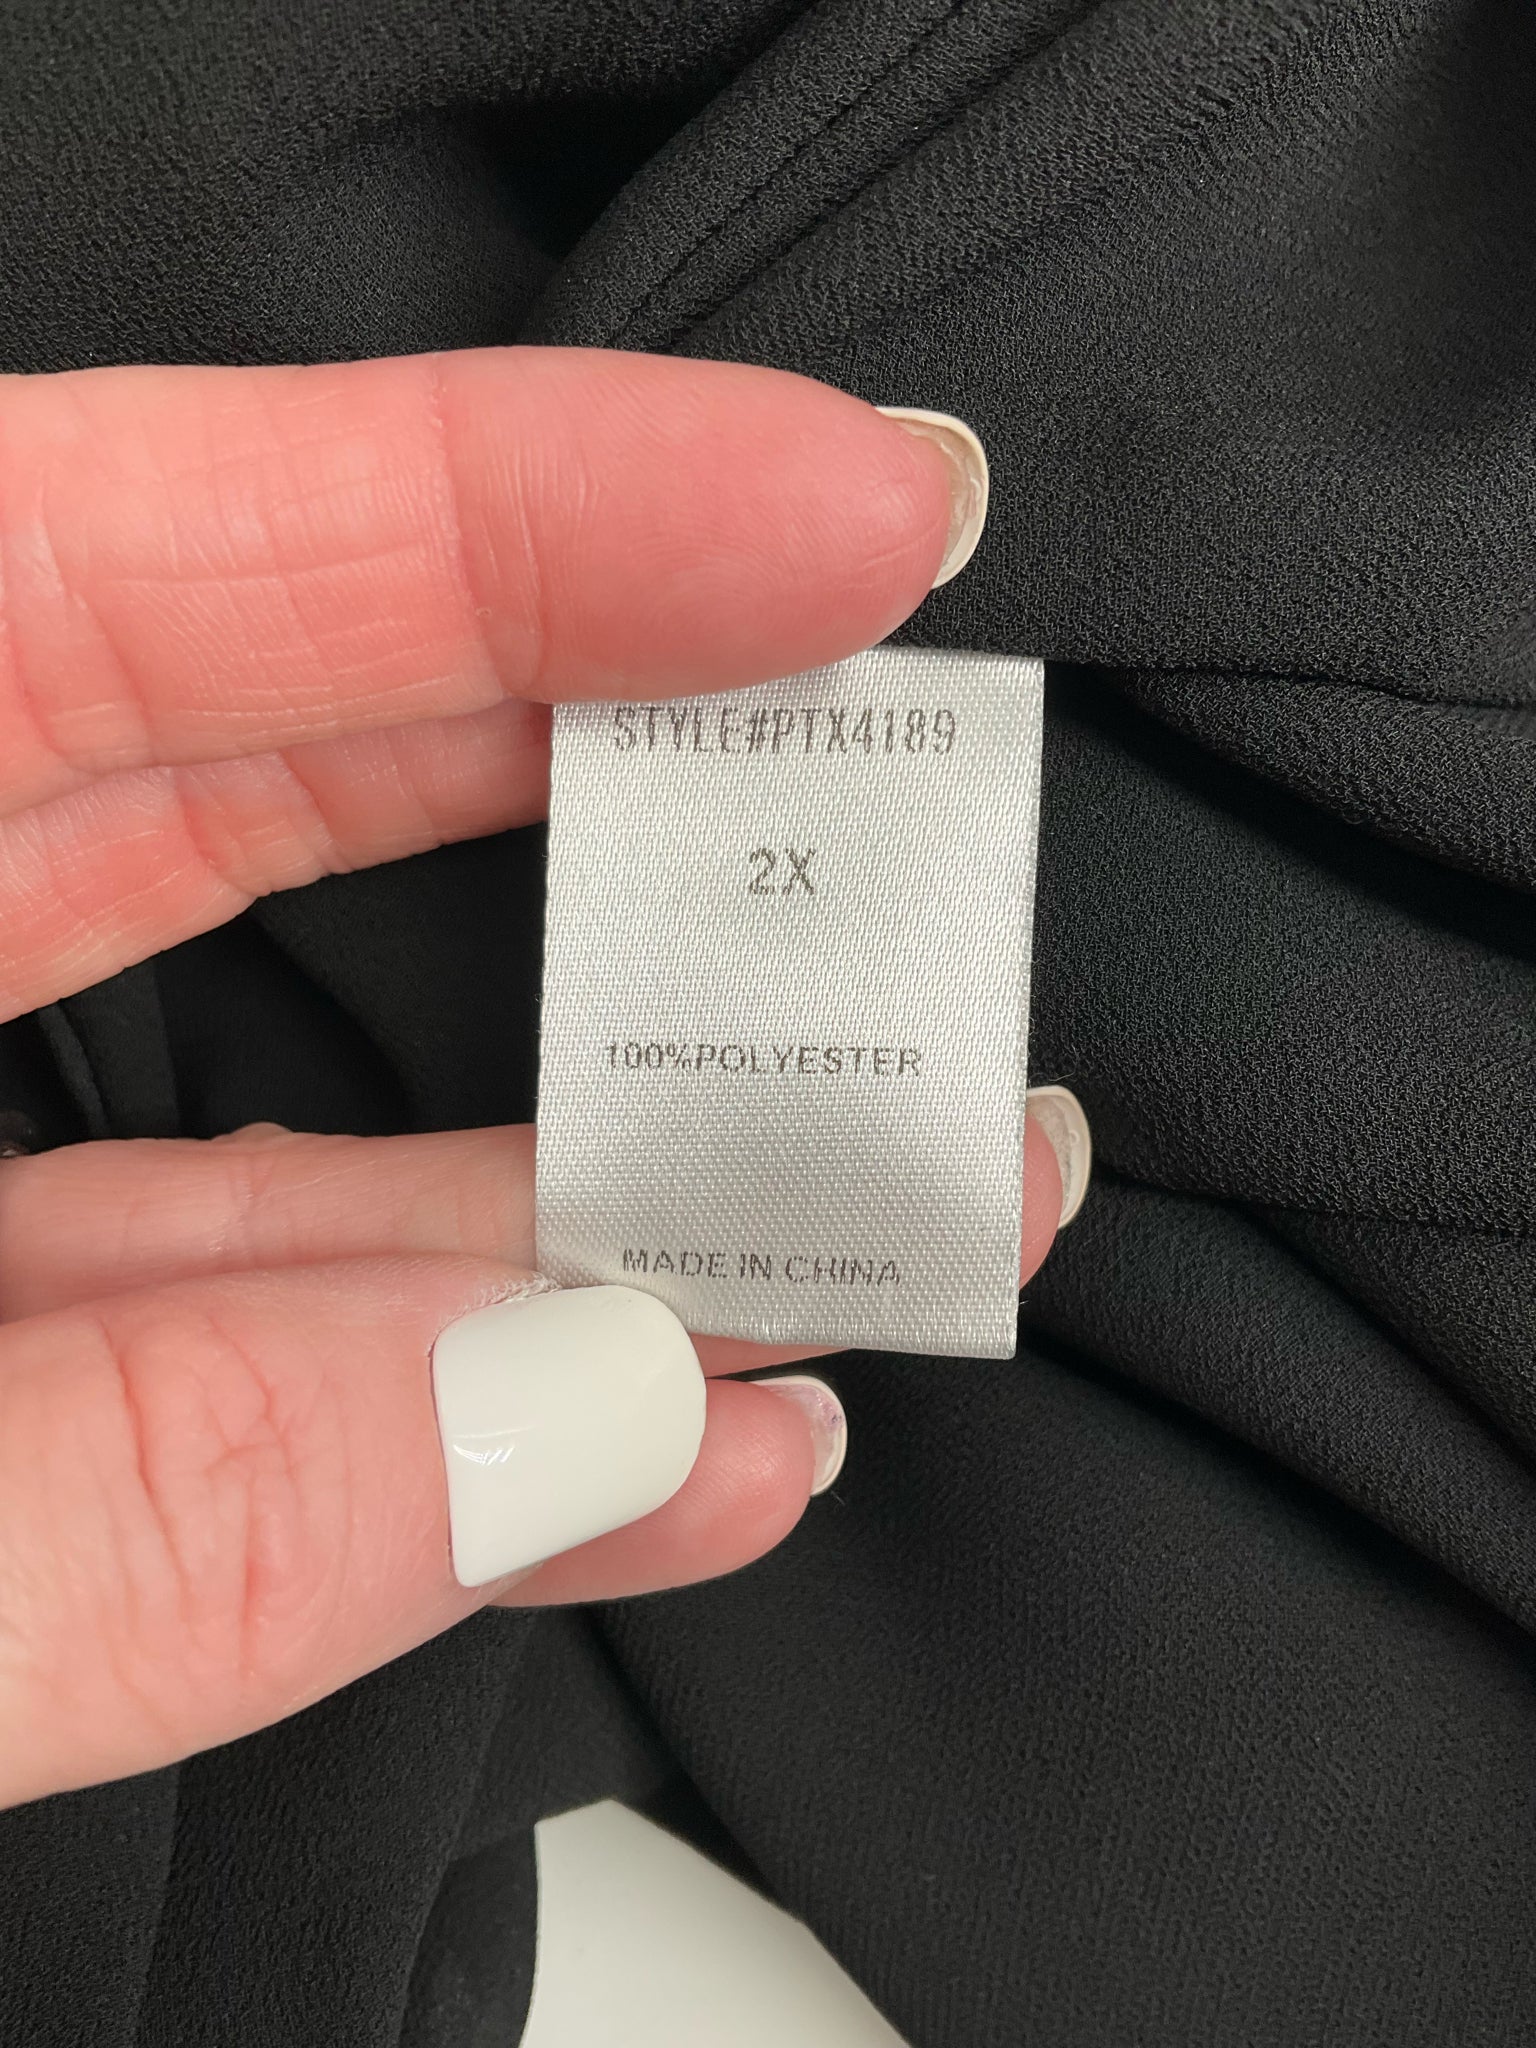 STYLE#PTX4189
2X
100%POLYESTER
MADE IN CHINA